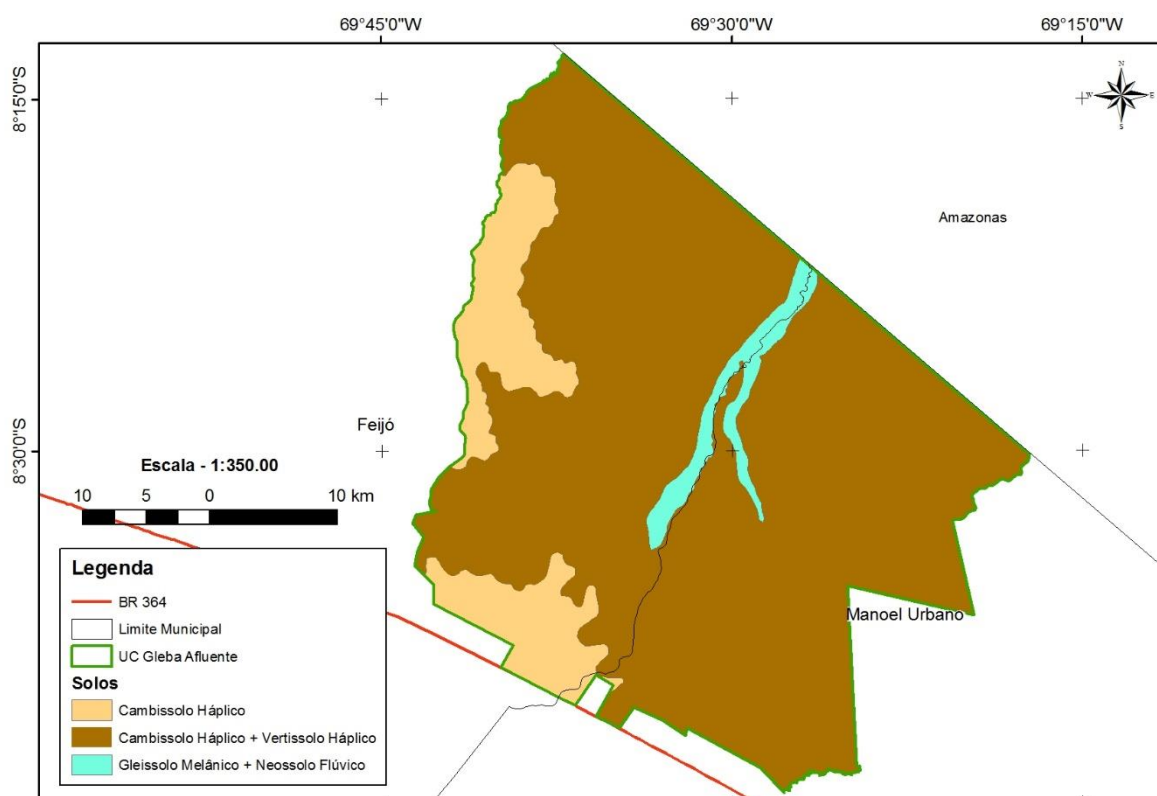 69°45'0"W
69°30'0"W
69°15'0"W
8°15'0"S
N
W
E
S
Amazonas
Feijó
8°30'0"S
Escala - 1:350.00
10 5 0 10 km
Manoel Urbano
Legenda
BR 364
Limite Municipal
UC Gleba Afluente
Solos
Cambissolo Háplico
Cambissolo Háplico + Vertissolo Háplico
Gleissolo Melânico + Neossolo Flúvico